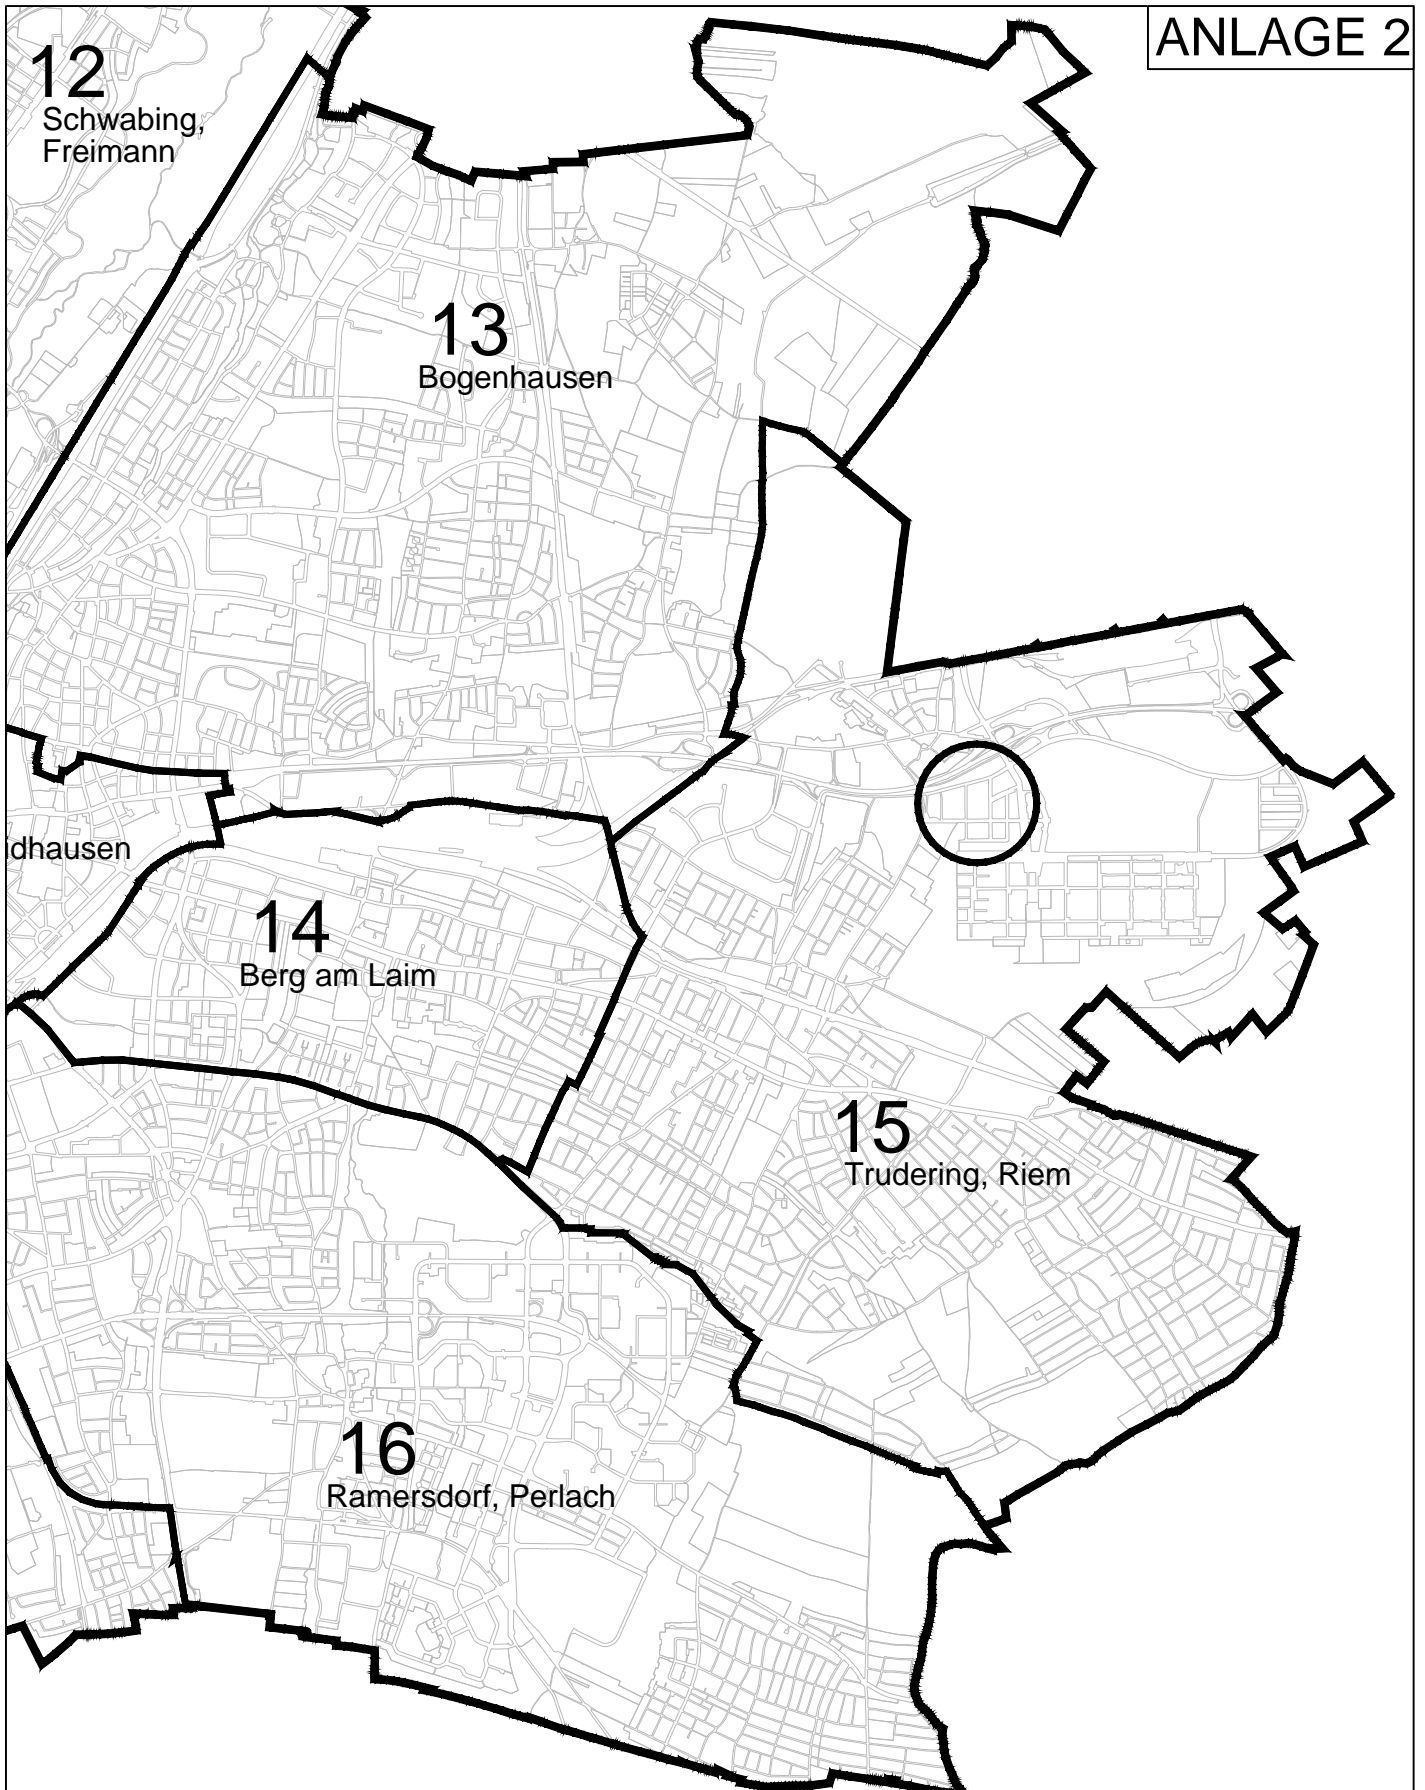 ANLAGE 2
12
Schwabing,
Freimann
13
Bogenhausen
idhausen
14
Berg am Laim
15
Trudering, Riem
16
Ramersdorf, Perlach